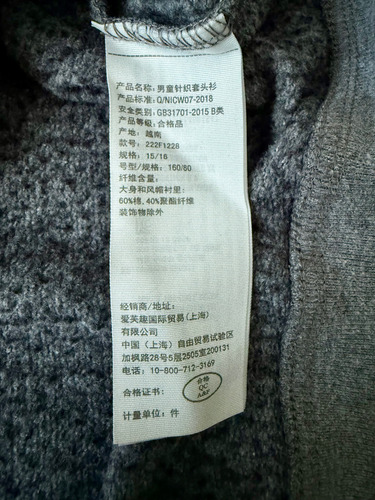 产品名称: 男童针织套头衫
产品标准: Q/NICW07-2018
安全类别: GB31701-2015 B类
产品等级: 合格品
产地: 越南
款号: 222F1228
规格: 15/16
号型/规格: 160/80
纤维含量:
大身和风帽衬里:
60%棉, 40%聚酯纤维
装饰物除外
经销商/地址:
爱芙趣国际贸易(上海)
有限公司
中国 (上海) 自由贸易试验区
加枫路28号5层2505室200131
电话: 10-800-712-3169
合格证书:
合格
QC
A&F
计量单位: 件